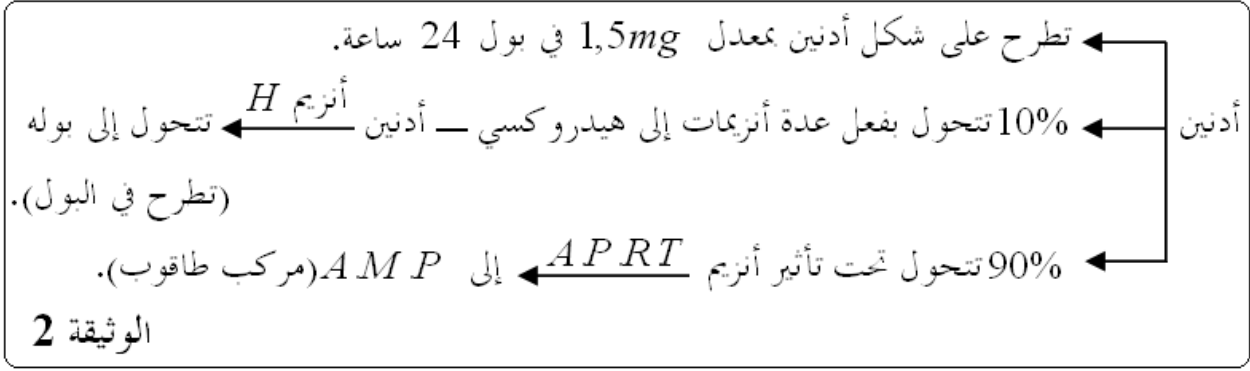 تطرح على شكل أدنين بمعدل 1,5mg في بول 24 ساعة.
أدنين 10% تتحول بفعل عدة أنزيمات إلى هيدروكسي ــ أدنين أنزيم H تتحول إلى بوله
(تطرح في البول).
90% تتحول تحت تأثير أنزيم APRT إلى AMP (مركب طاقوي).
الوثيقة 2